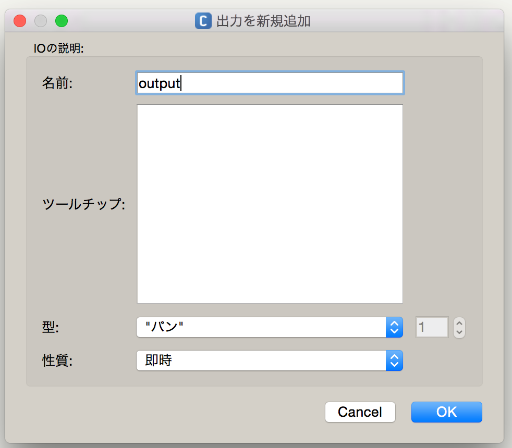 C 出力を新規追加
IOの説明:
名前: output
ツールチップ:
型: "バン" 1
性質: 即時
Cancel OK